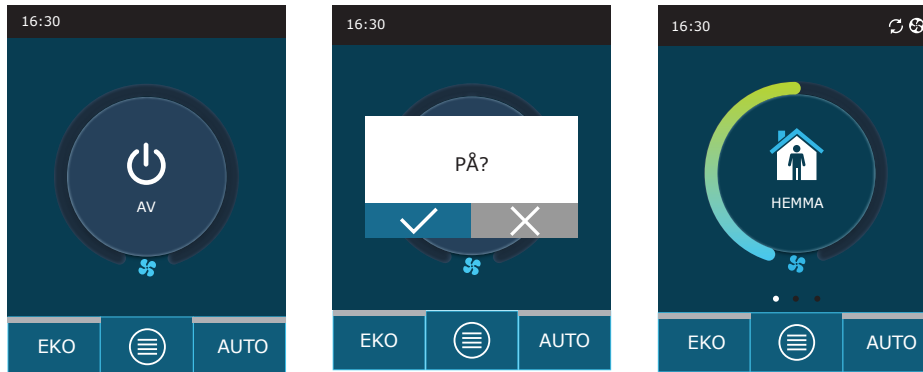 16:30
AV
EKO
AUTO
16:30
PÅ?
EKO
AUTO
16:30
HEMMA
EKO
AUTO